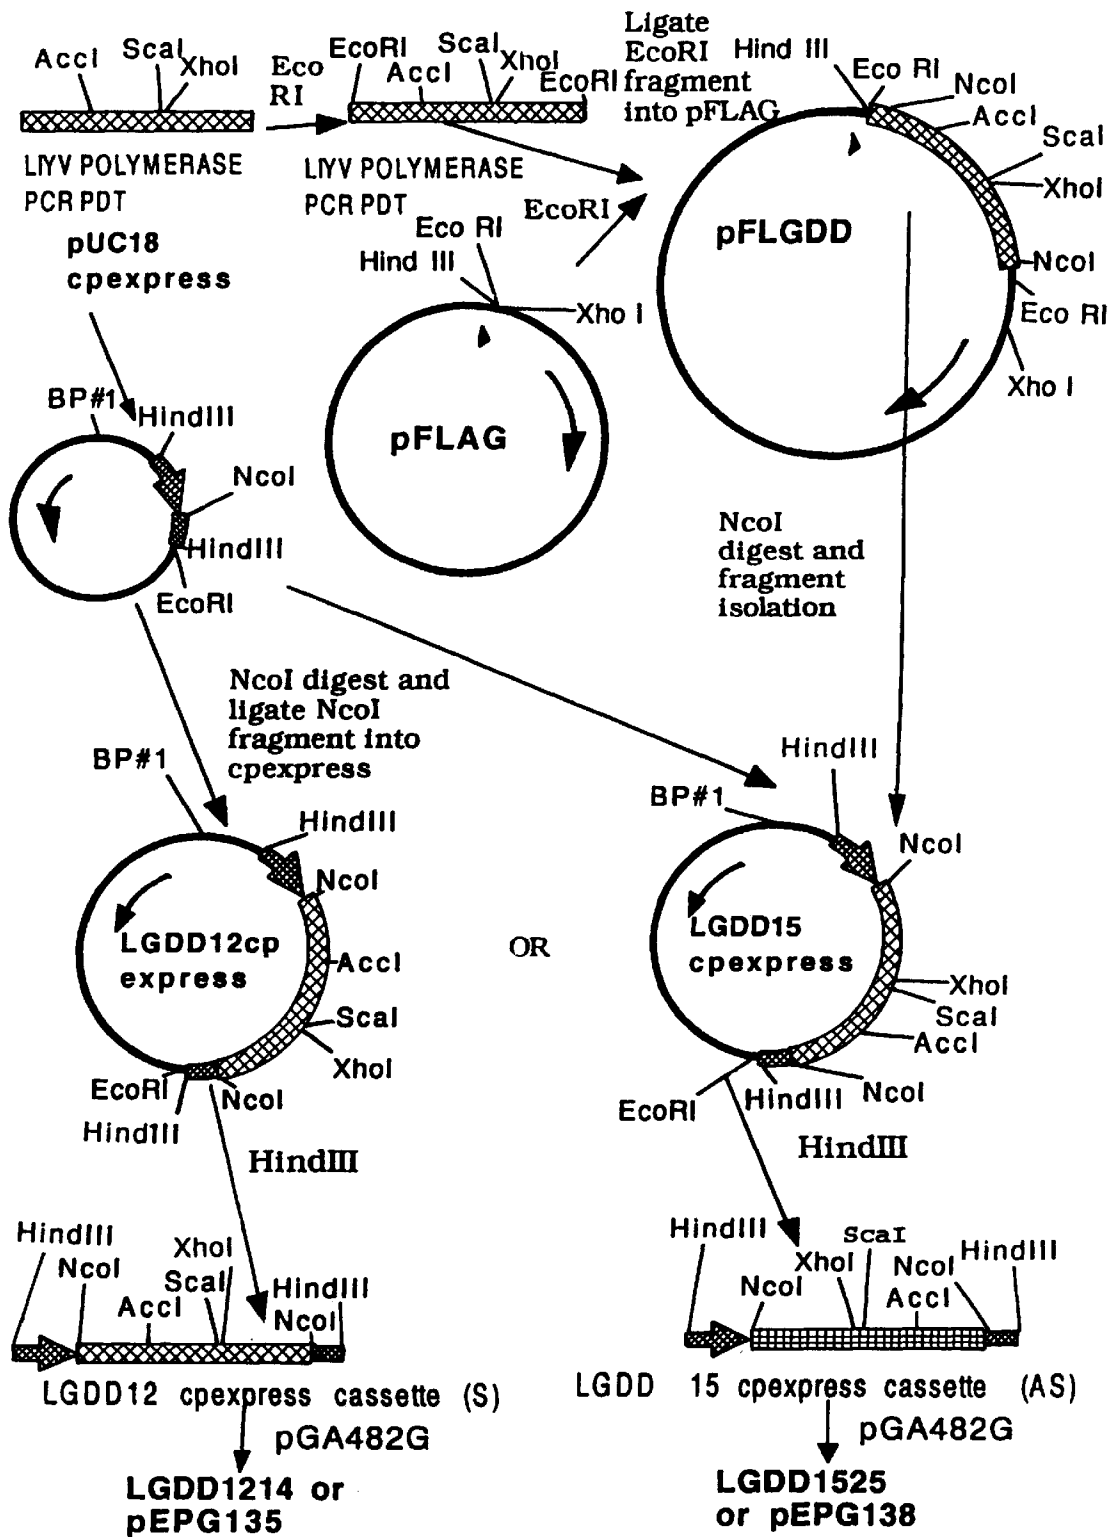 AccI
ScaI
XhoI
LIYV POLYMERASE
PCR PDT
Eco
RI
EcoRI
AccI
ScaI
XhoI
EcoRI
LIYV POLYMERASE
PCR PDT
Ligate
EcoRI
fragment
into pFLAG
Hind III
Eco RI
NcoI
AccI
ScaI
XhoI
NcoI
Eco RI
Xho I
pFLGDD
EcoRI
Eco RI
Hind III
Xho I
pFLAG
pUC18
cpexpress
BP#1
HindIII
NcoI
HindIII
EcoRI
NcoI
digest and
fragment
isolation
NcoI digest and
ligate NcoI
fragment into
cpexpress
BP#1
HindIII
NcoI
AccI
ScaI
XhoI
NcoI
EcoRI
HindIII
LGDD12cp
express
OR
HindIII
BP#1
NcoI
XhoI
ScaI
AccI
NcoI
HindIII
EcoRI
LGDD15
cpexpress
HindIII
HindIII
HindIII
NcoI
AccI
XhoI
ScaI
HindIII
NcoI
LGDD12 cpexpress cassette (S)
pGA482G
LGDD1214 or
pEPG135
HindIII
NcoI
XhoI
ScaI
NcoI
AccI
HindIII
LGDD 15 cpexpress cassette (AS)
pGA482G
LGDD1525
or pEPG138